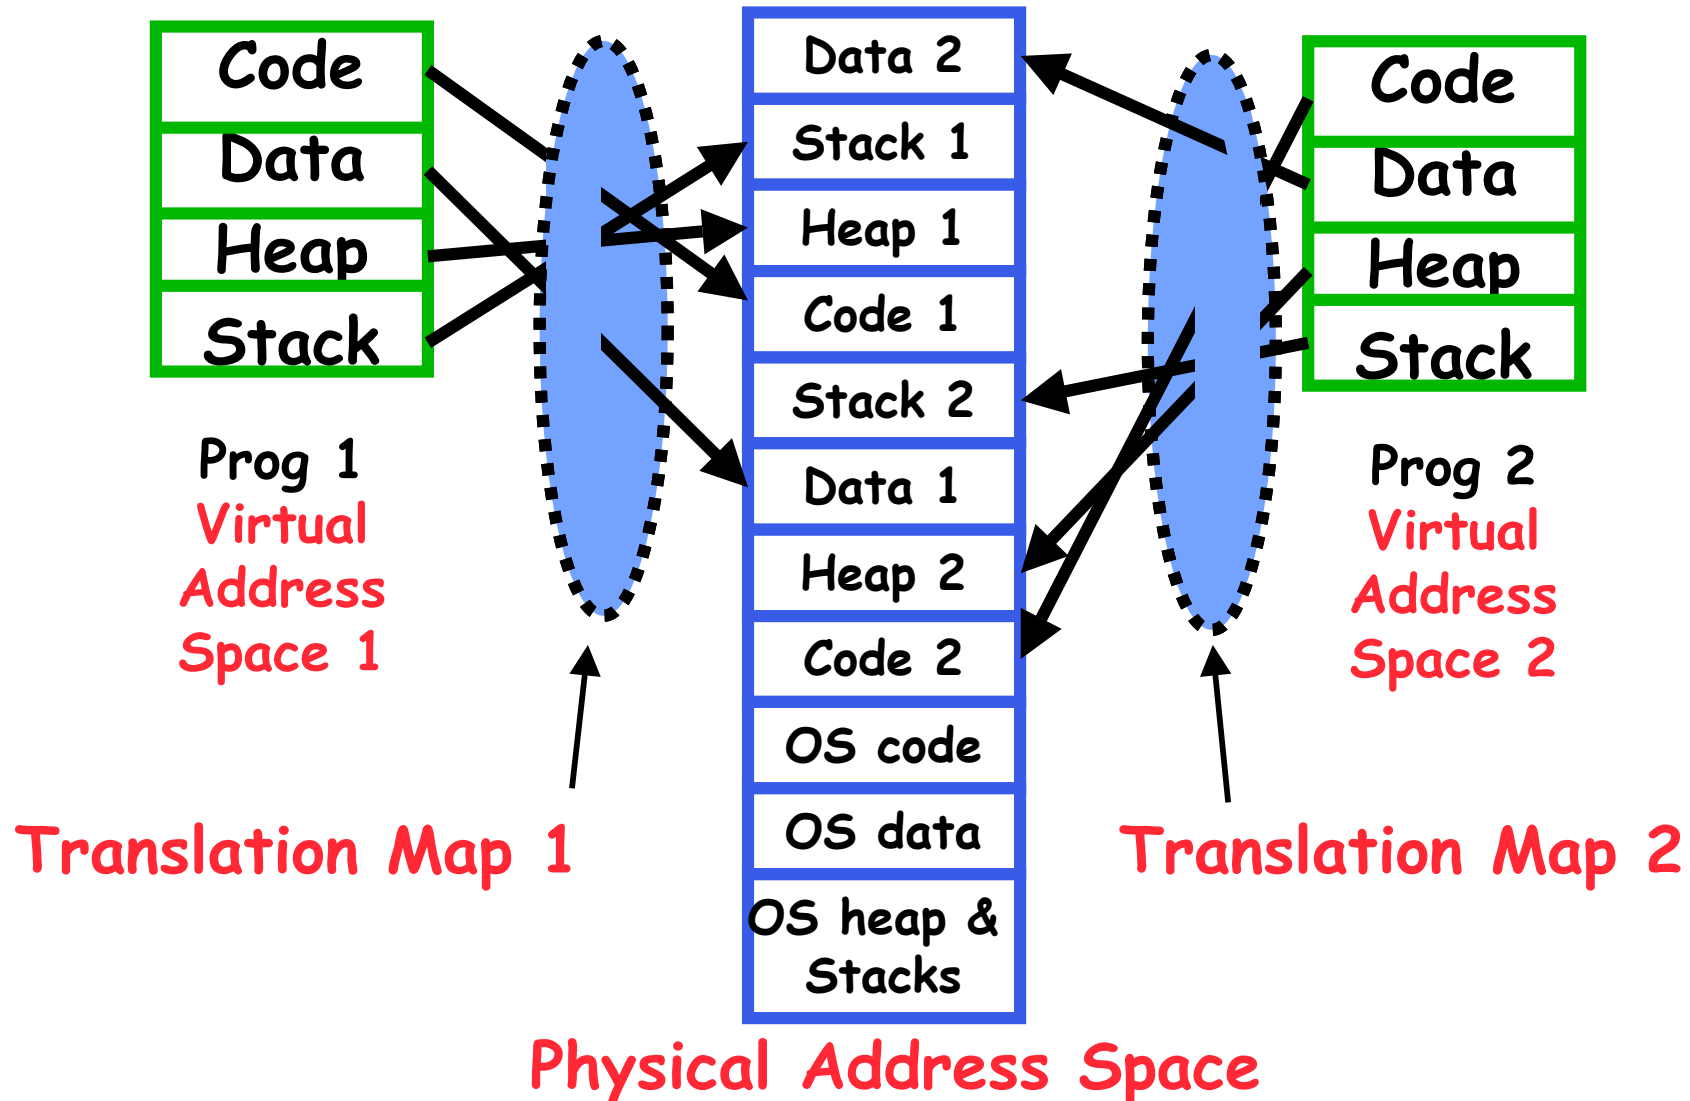 Code
Data
Heap
Stack
Prog 1
Virtual
Address
Space 1
Translation Map 1
Data 2
Stack 1
Heap 1
Code 1
Stack 2
Data 1
Heap 2
Code 2
OS code
OS data
OS heap &
Stacks
Physical Address Space
Code
Data
Heap
Stack
Prog 2
Virtual
Address
Space 2
Translation Map 2